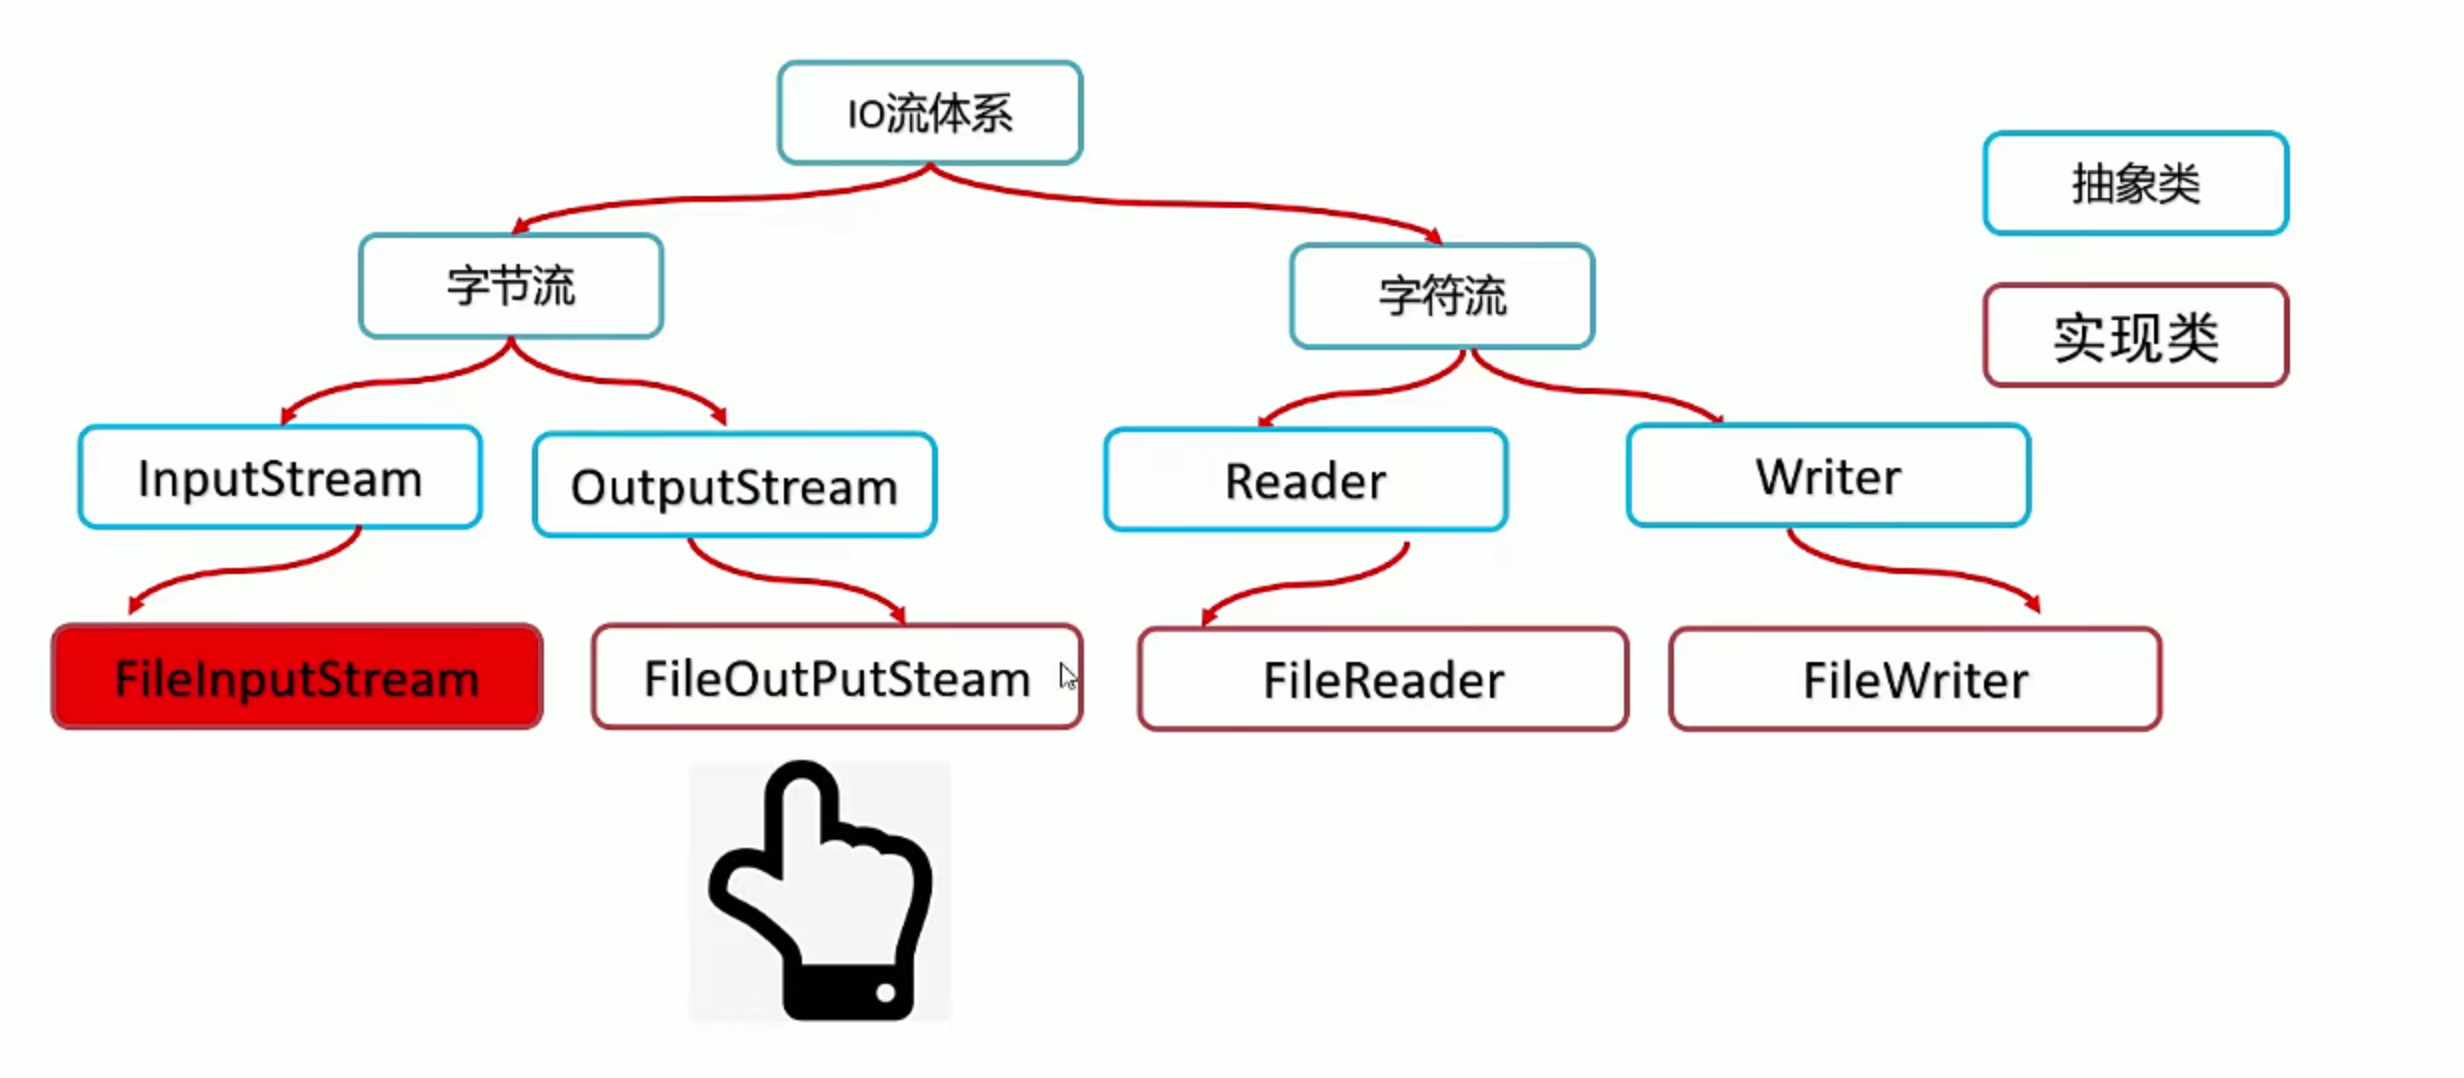 IO流体系
抽象类
字节流
字符流
实现类
InputStream
OutputStream
Reader
Writer
FileInputStream
FileOutPutSteam
FileReader
FileWriter